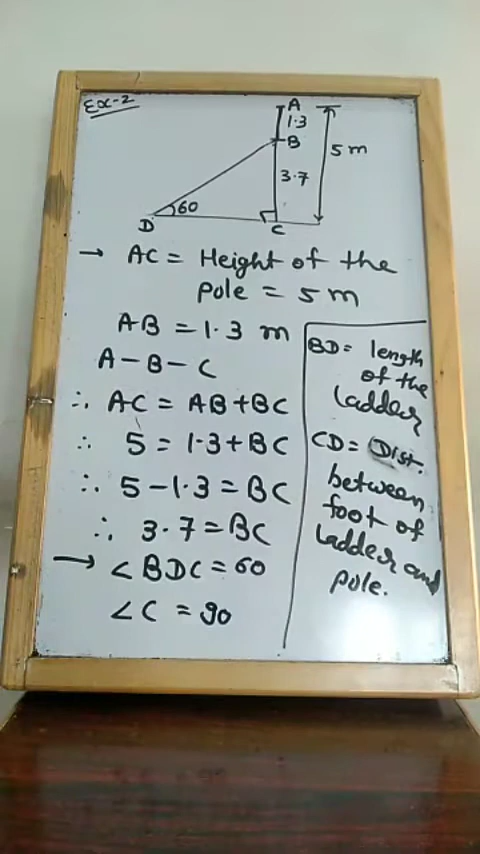 Ex-2
A
1.3
B
5 m
3.7
60
D
C
→ AC = Height of the
pole = 5 m
AB = 1.3 m
A - B - C
∴ AC = AB + BC
∴ 5 = 1.3 + BC
∴ 5 - 1.3 = BC
∴ 3.7 = BC
→ ∠BDC = 60
∠C = 90
BD = length
of the
ladder
CD = Dist.
between
foot of
ladder and
pole.